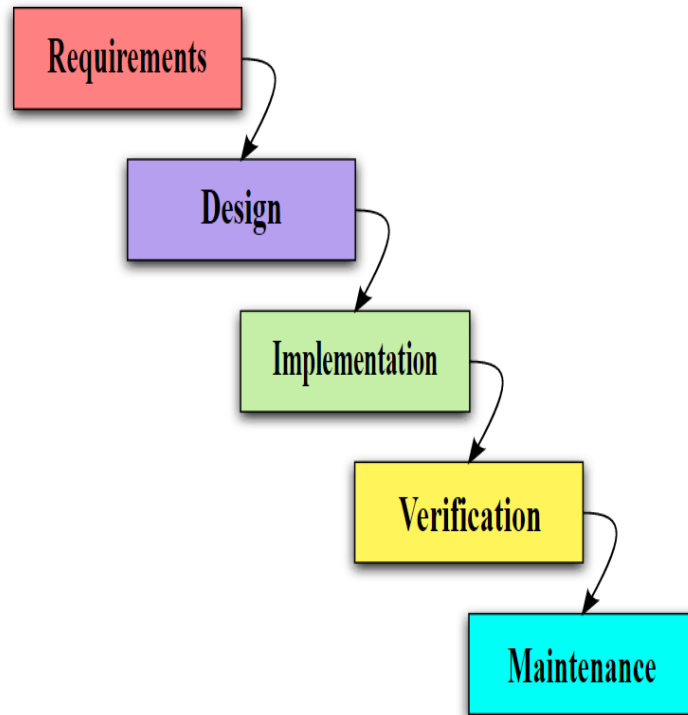 Requirements
Design
Implementation
Verification
Maintenance